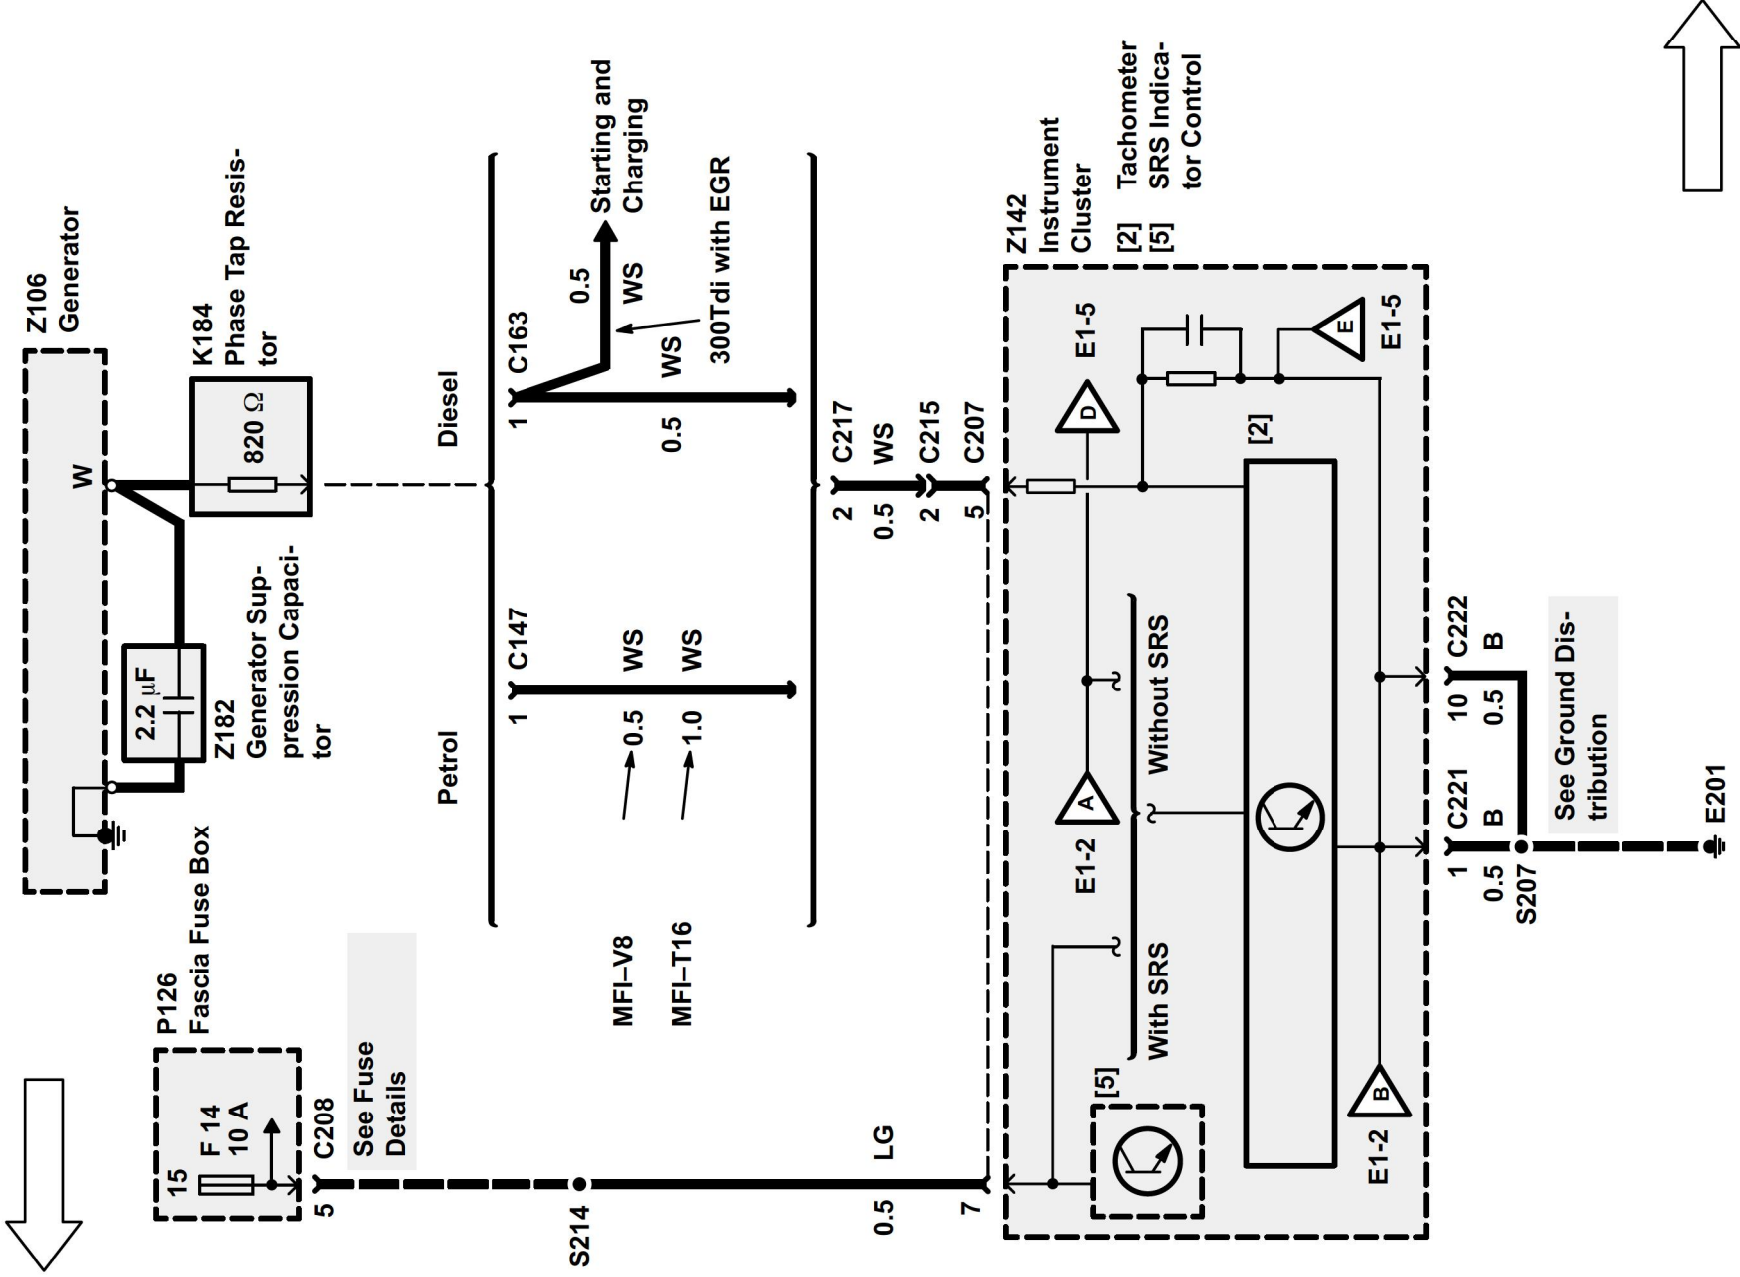 P126
Fascia Fuse Box
15
F 14
10 A
5
C208
See Fuse
Details
S214
0.5
LG
7
Z106
Generator
W
2.2
µF
Z182
Generator Sup-
pression Capaci-
tor
K184
Phase Tap Resis-
tor
820 Ω
Petrol
Diesel
MFI–V8
MFI–T16
1
C147
0.5
WS
1.0
WS
1
C163
0.5
WS
0.5
WS
Starting and
Charging
300Tdi with EGR
2
C217
0.5
WS
2
C215
5
C207
Z142
Instrument
Cluster
[2]
Tachometer
[5]
SRS Indica-
tor Control
[5]
With SRS
Without SRS
E1-2
A
D
E1-5
[2]
E
E1-5
E1-2
B
1
C221
0.5
B
S207
10
C222
0.5
B
See Ground Dis-
tribution
E201